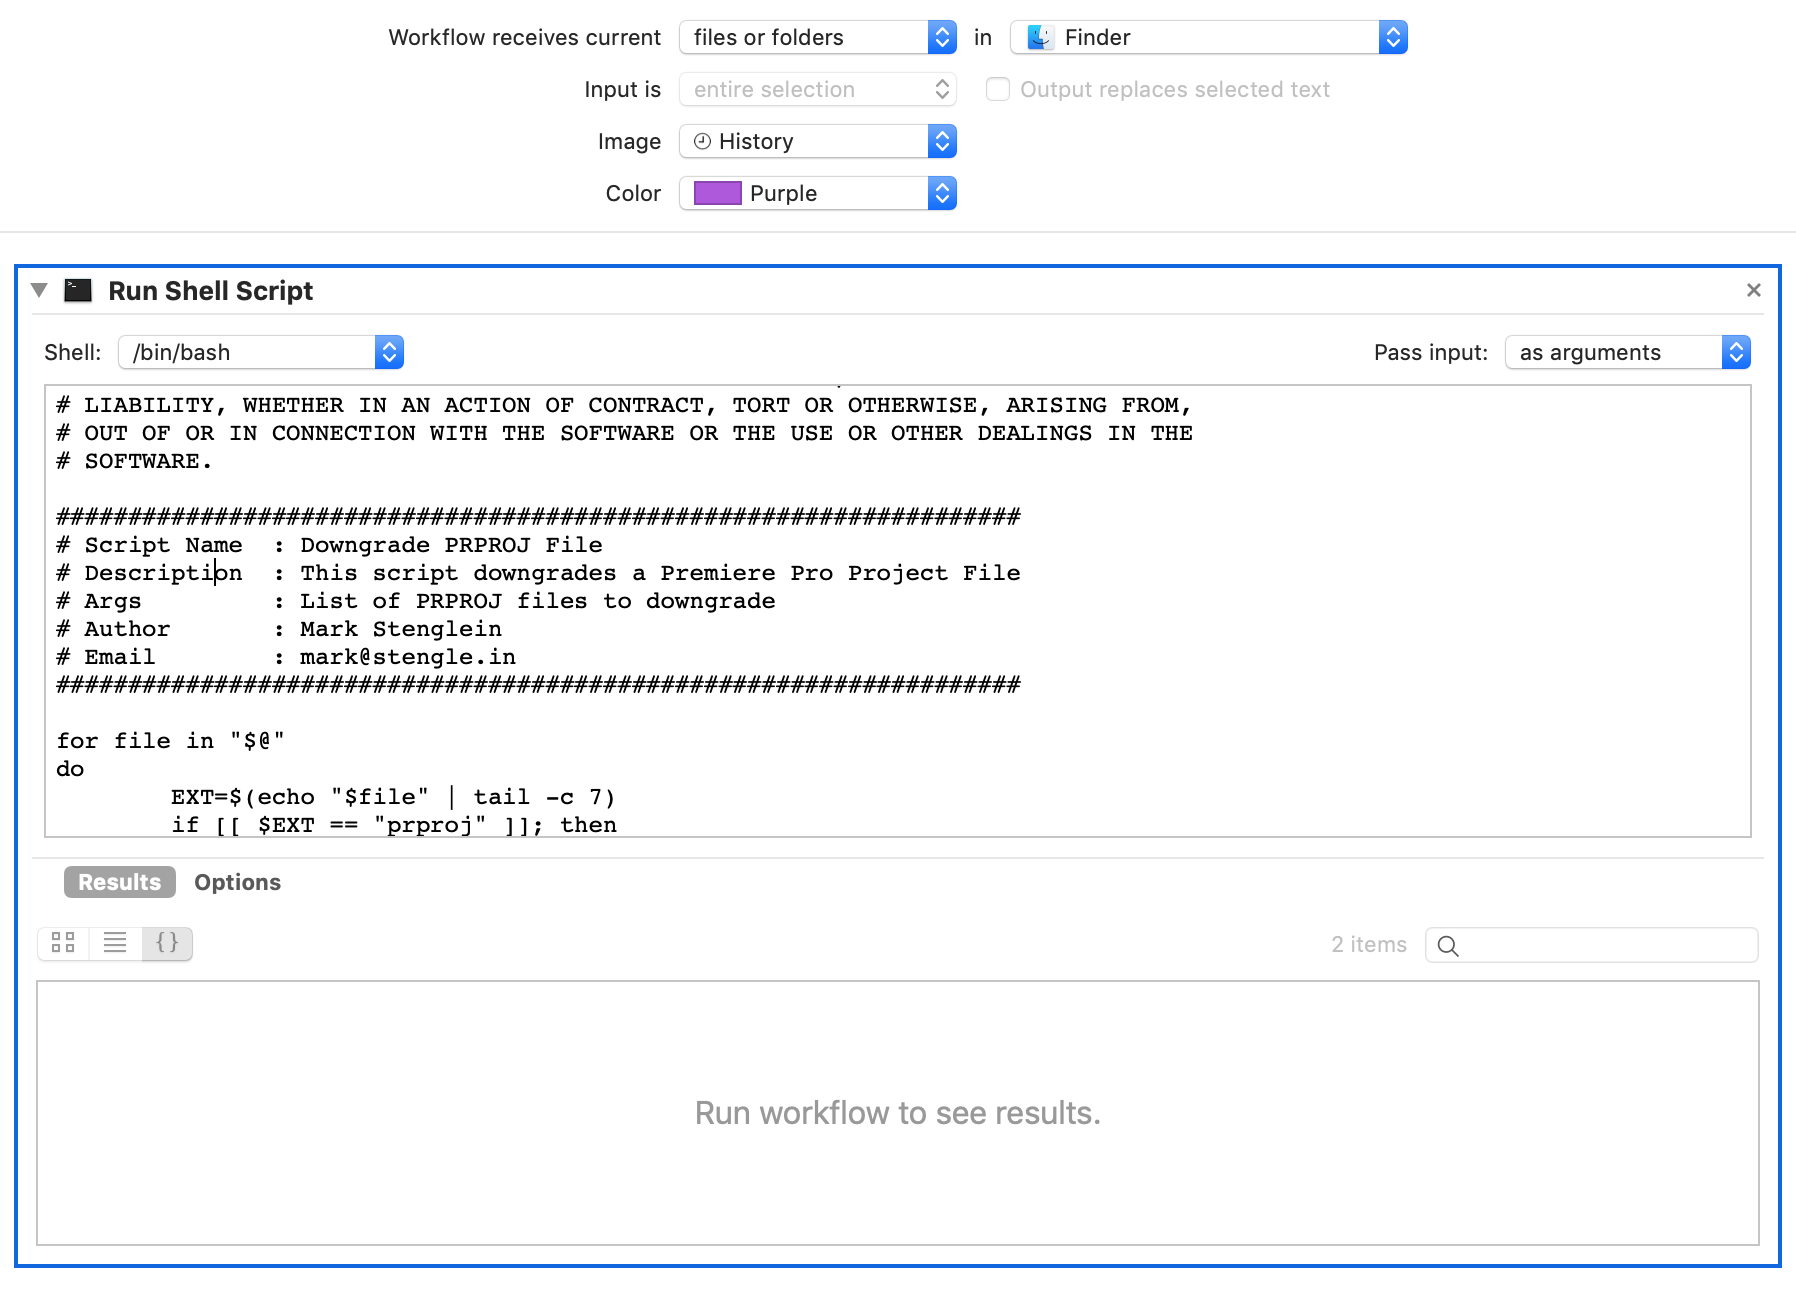 Workflow receives current files or folders in Finder
Input is entire selection Output replaces selected text
Image History
Color Purple
Run Shell Script
Shell: /bin/bash Pass input: as arguments
# LIABILITY, WHETHER IN AN ACTION OF CONTRACT, TORT OR OTHERWISE, ARISING FROM,
# OUT OF OR IN CONNECTION WITH THE SOFTWARE OR THE USE OR OTHER DEALINGS IN THE
# SOFTWARE.
###################################################################
# Script Name  : Downgrade PRPROJ File
# Description  : This script downgrades a Premiere Pro Project File
# Args         : List of PRPROJ files to downgrade
# Author       : Mark Stenglein
# Email        : mark@stengle.in
###################################################################
for file in "$@"
do
        EXT=$(echo "$file" | tail -c 7)
        if [[ $EXT == "prproj" ]]; then
Results Options
{} 2 items
Run workflow to see results.